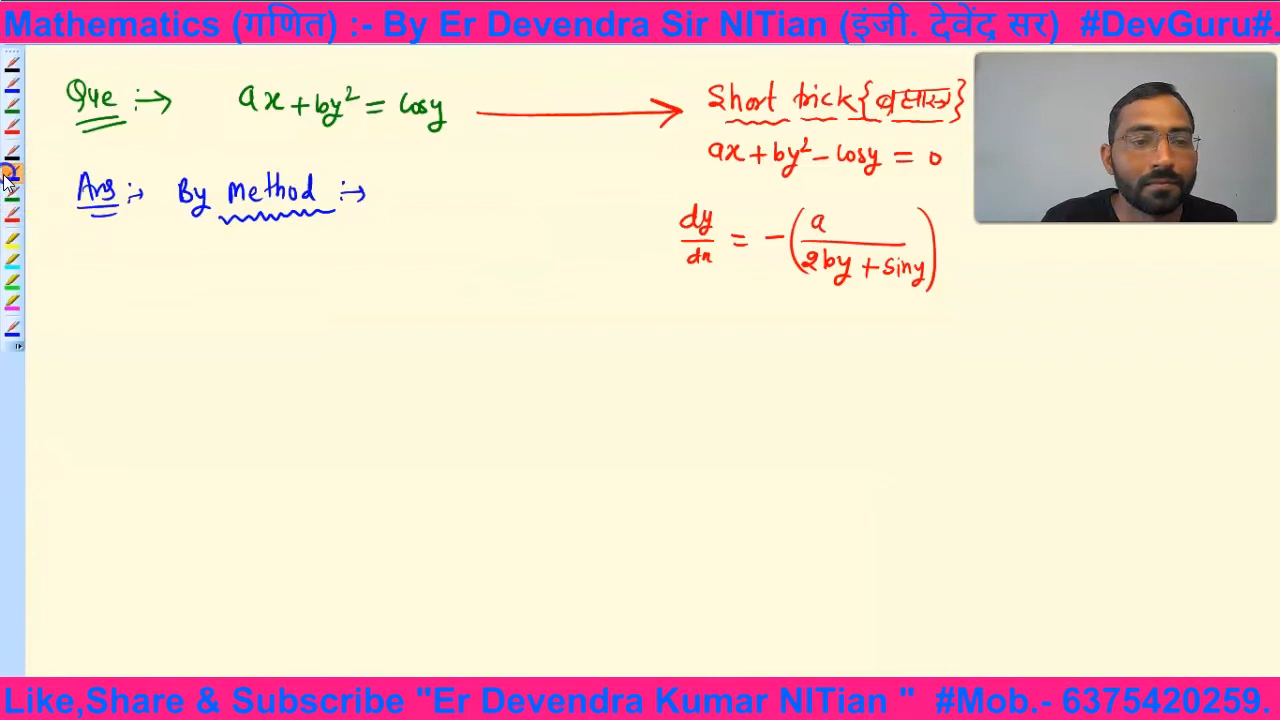 Mathematics (गणित) :- By Er Devendra Sir NITian (इंजी. देवेंद्र सर) #DevGuru#.
Que :→ ax + by² = cosy
Short trick {ब्रह्मास्त्र}
ax + by² - cosy = 0
dy/dx = -(a / 2by + siny)
Ans :→ By Method :→
Like,Share & Subscribe "Er Devendra Kumar NITian " #Mob.- 6375420259.